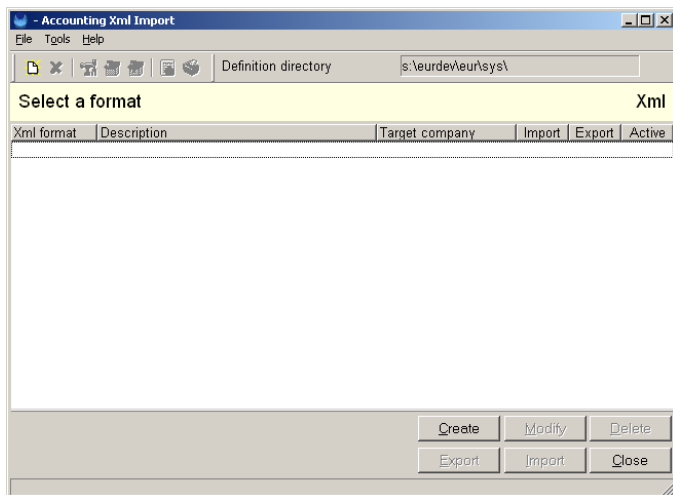 - Accounting Xml Import
File Tools Help
Definition directory s:\eurdev\eur\sys\
Select a format Xml
Xml format Description Target company Import Export Active
Create Modify Delete
Export Import Close